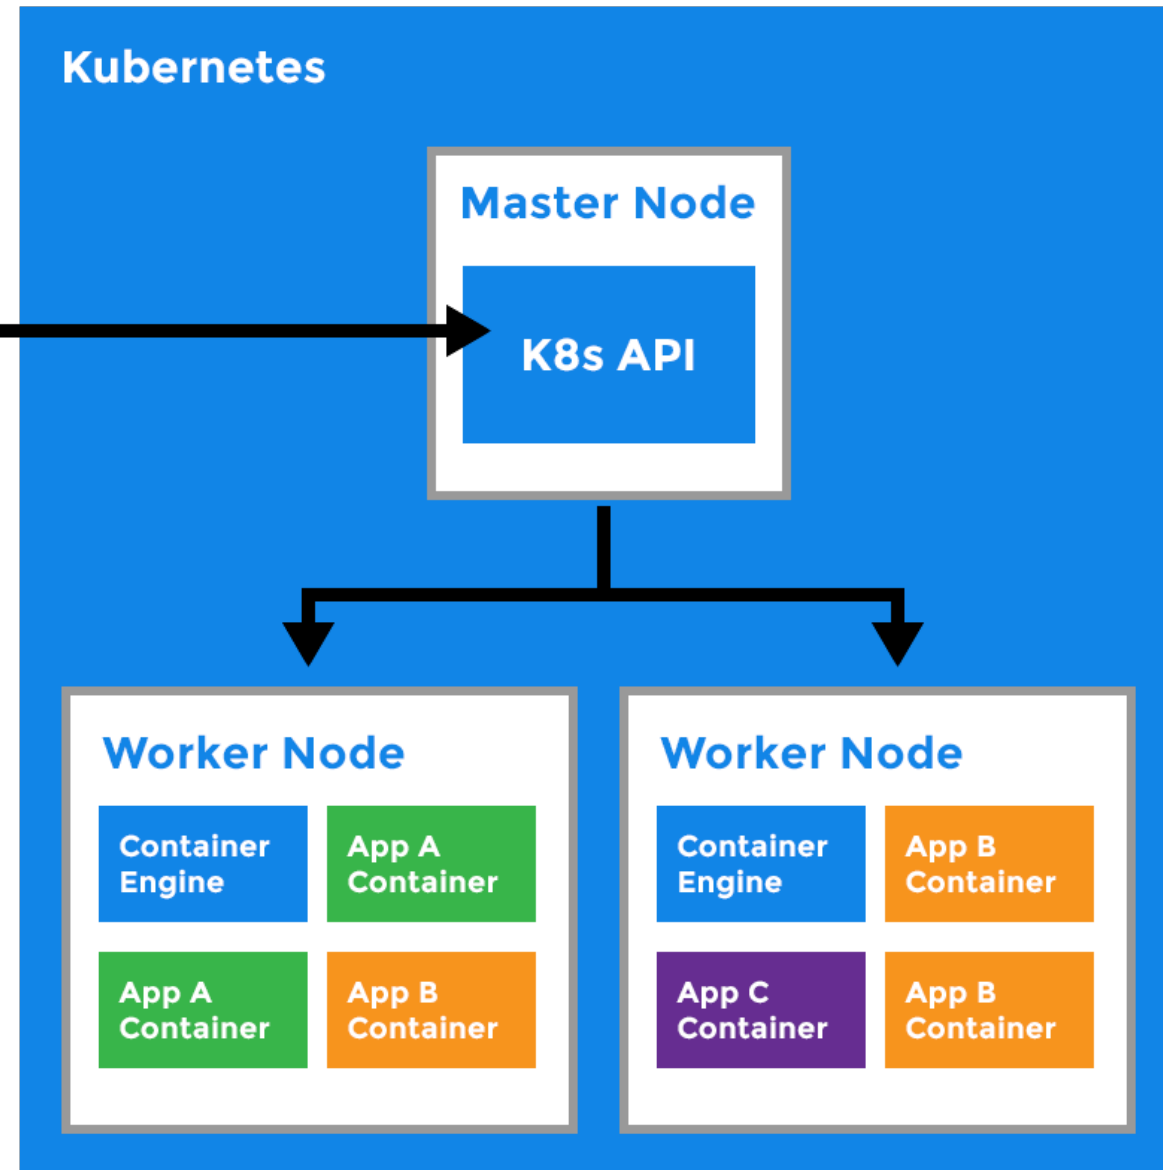 Kubernetes
Master Node
K8s API
Worker Node
Container
Engine
App A
Container
App A
Container
App B
Container
Worker Node
Container
Engine
App B
Container
App C
Container
App B
Container